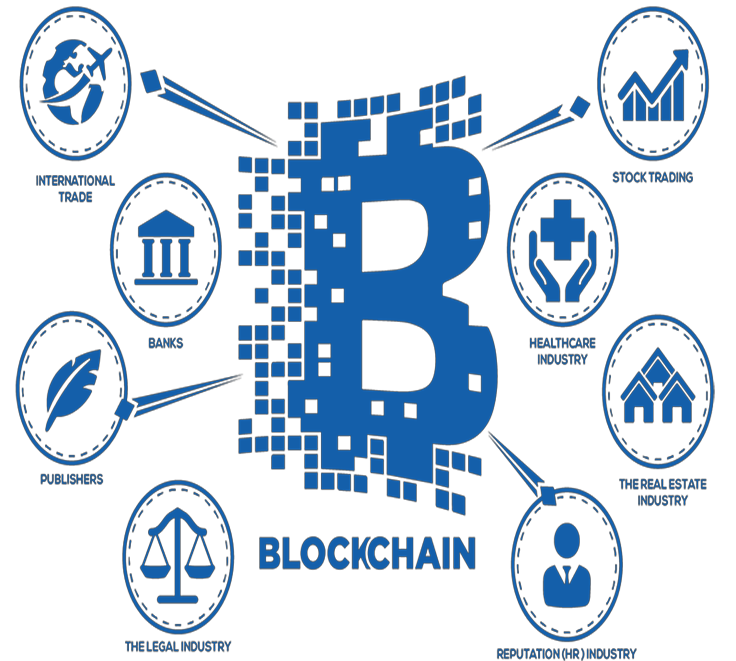 INTERNATIONAL
TRADE
STOCK TRADING
BANKS
HEALTHCARE
INDUSTRY
PUBLISHERS
THE REAL ESTATE
INDUSTRY
BLOCKCHAIN
THE LEGAL INDUSTRY
REPUTATION (HR) INDUSTRY